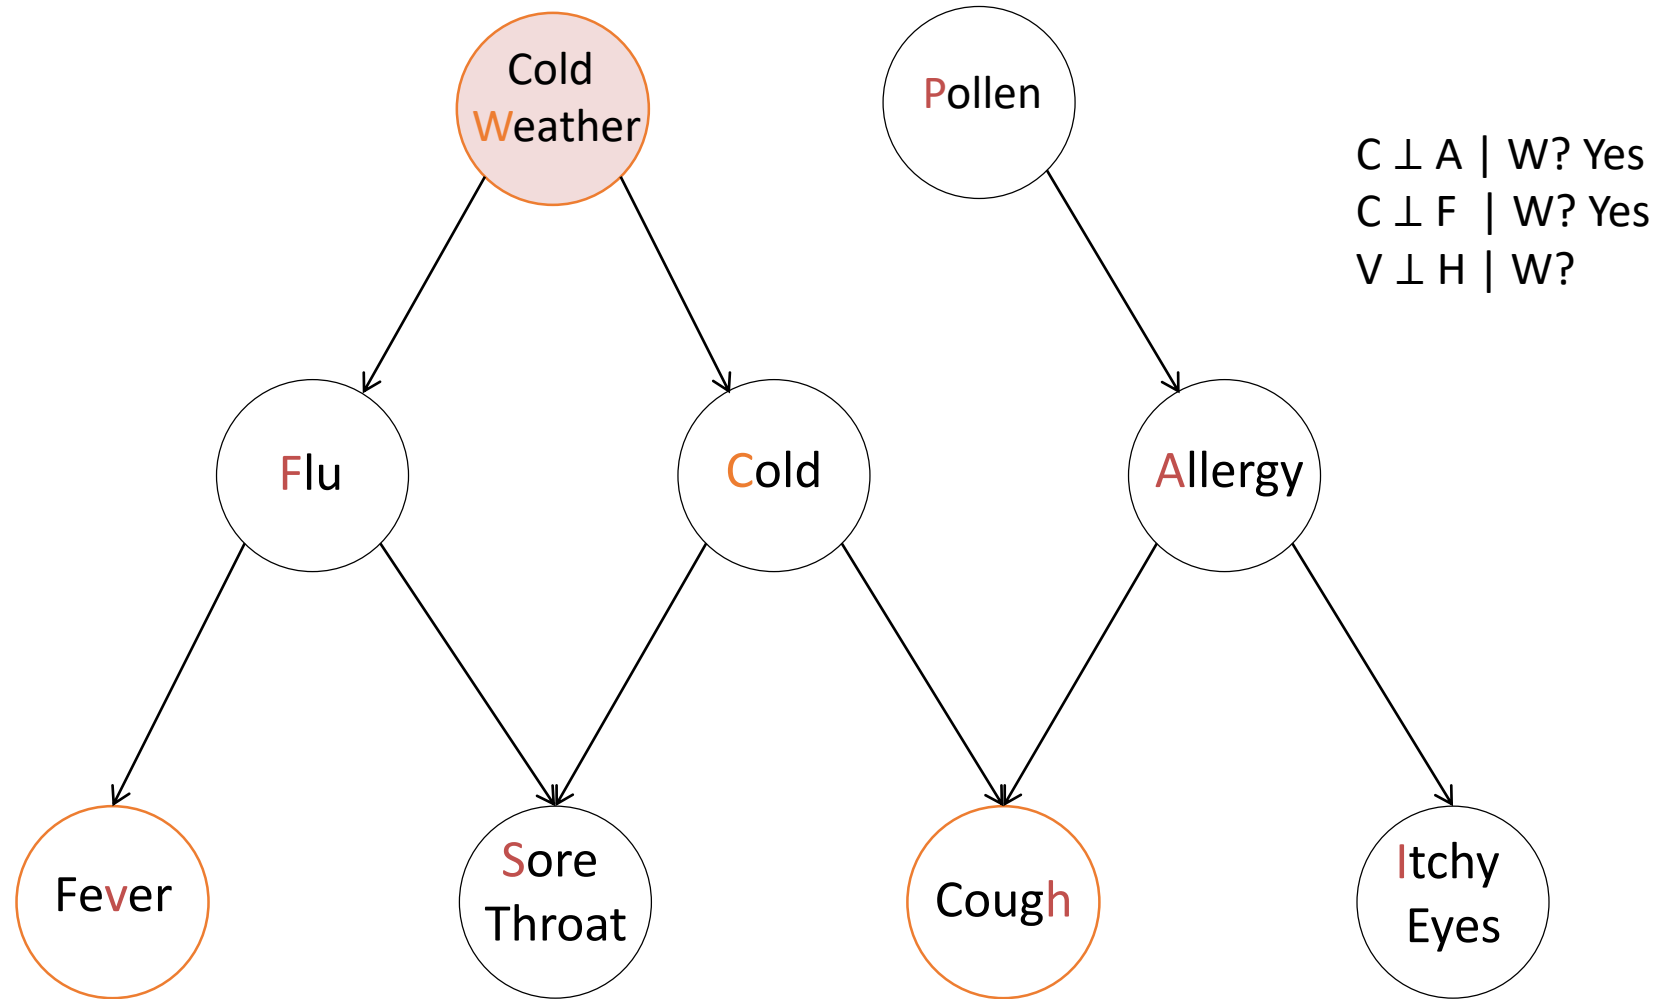 Cold
Weather
Pollen
C ⊥ A | W? Yes
C ⊥ F | W? Yes
V ⊥ H | W?
Flu
Cold
Allergy
Fever
Sore
Throat
Cough
Itchy
Eyes